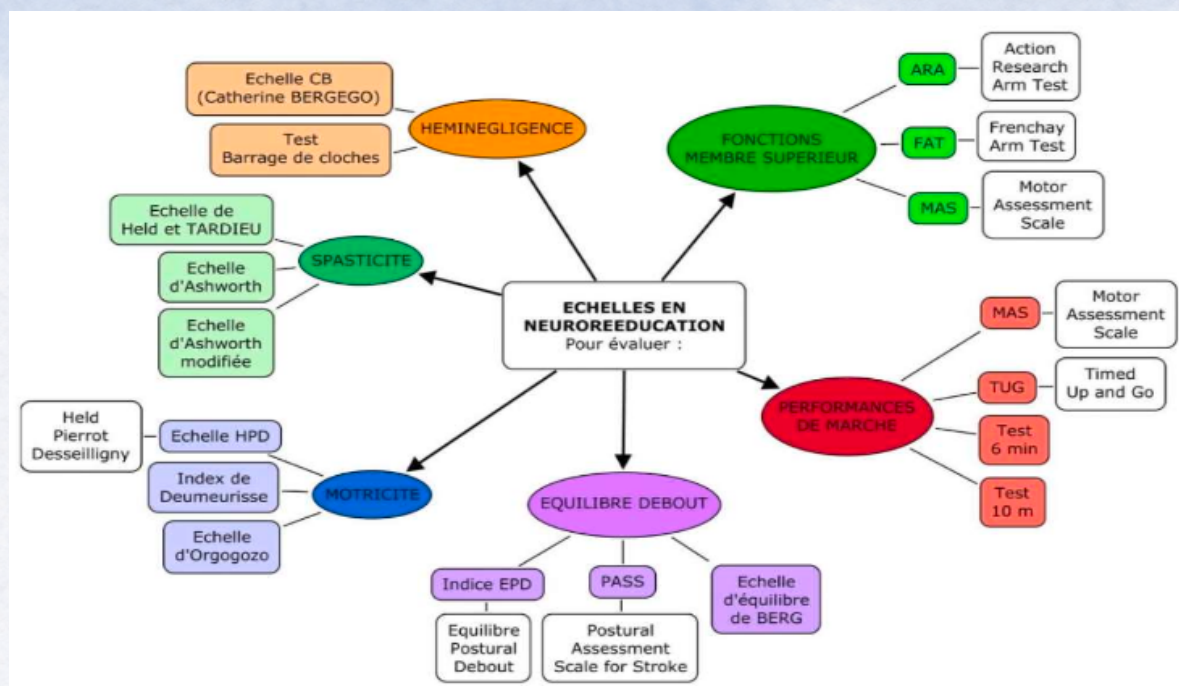 ECHELLES EN
NEUROREEDUCATION
Pour évaluer :
HEMINEGLIGENCE
Echelle CB
(Catherine BERGEGO)
Test
Barrage de cloches
FONCTIONS
MEMBRE SUPERIEUR
ARA
Action
Research
Arm Test
FAT
Frenchay
Arm Test
MAS
Motor
Assessment
Scale
SPASTICITE
Echelle de
Held et TARDIEU
Echelle
d'Ashworth
Echelle
d'Ashworth
modifiée
PERFORMANCES
DE MARCHE
MAS
Motor
Assessment
Scale
TUG
Timed
Up and Go
Test
6 min
Test
10 m
MOTRICITE
Echelle HPD
Held
Pierrot
Desseilligny
Index de
Deumeurisse
Echelle
d'Orgogozo
EQUILIBRE DEBOUT
Indice EPD
Equilibre
Postural
Debout
PASS
Postural
Assessment
Scale for Stroke
Echelle
d'équilibre
de BERG